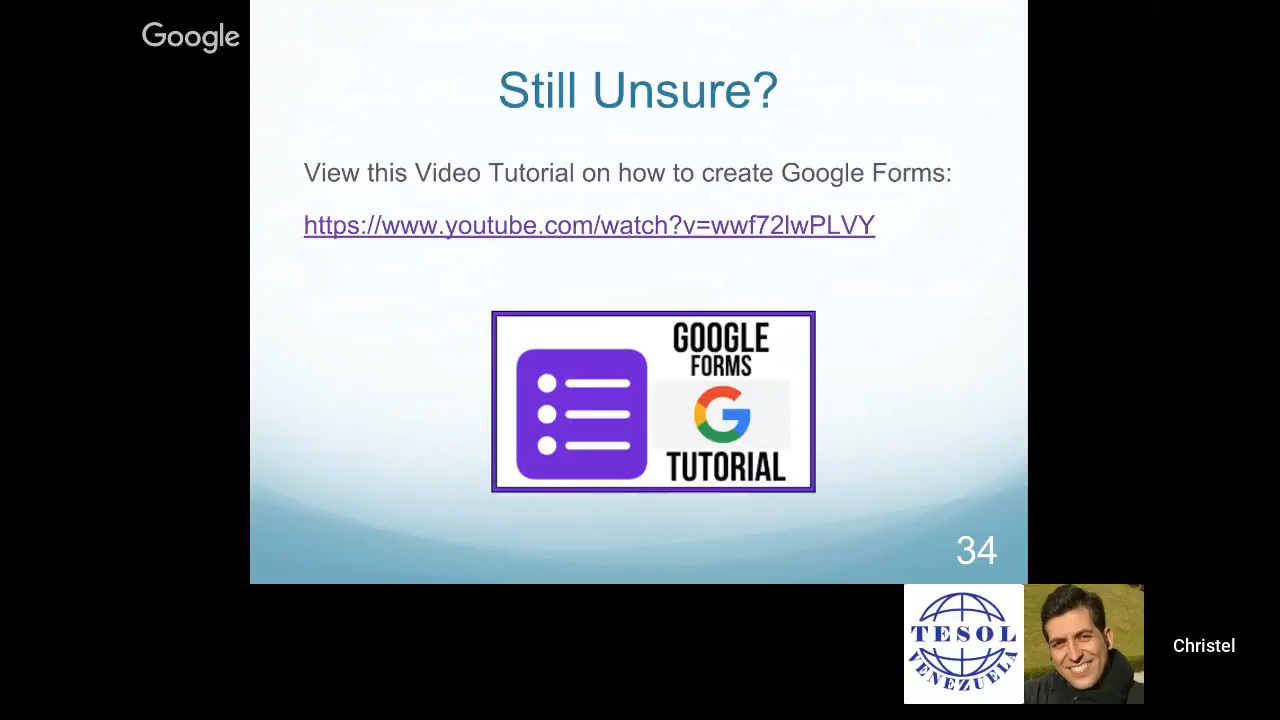 Google
Still Unsure?
View this Video Tutorial on how to create Google Forms:
https://www.youtube.com/watch?v=wwf72lwPLVY
GOOGLE
FORMS
G
TUTORIAL
34
TESOL
VENEZUELA
Christel